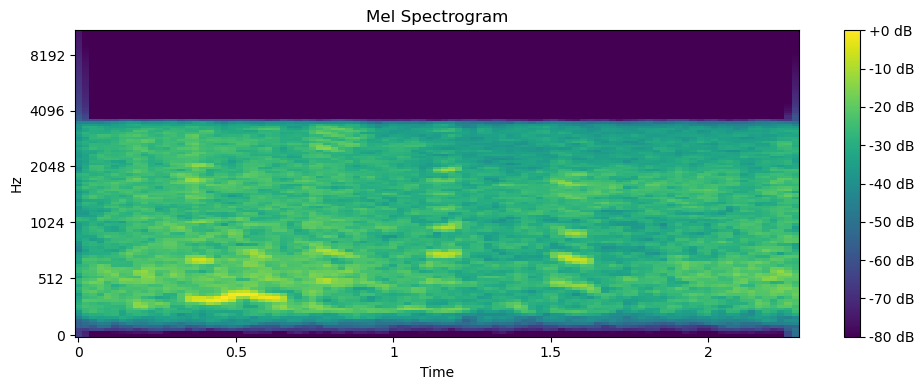 Mel Spectrogram
8192
4096
2048
1024
512
0
Hz
0
0.5
1
1.5
2
Time
+0 dB
-10 dB
-20 dB
-30 dB
-40 dB
-50 dB
-60 dB
-70 dB
-80 dB